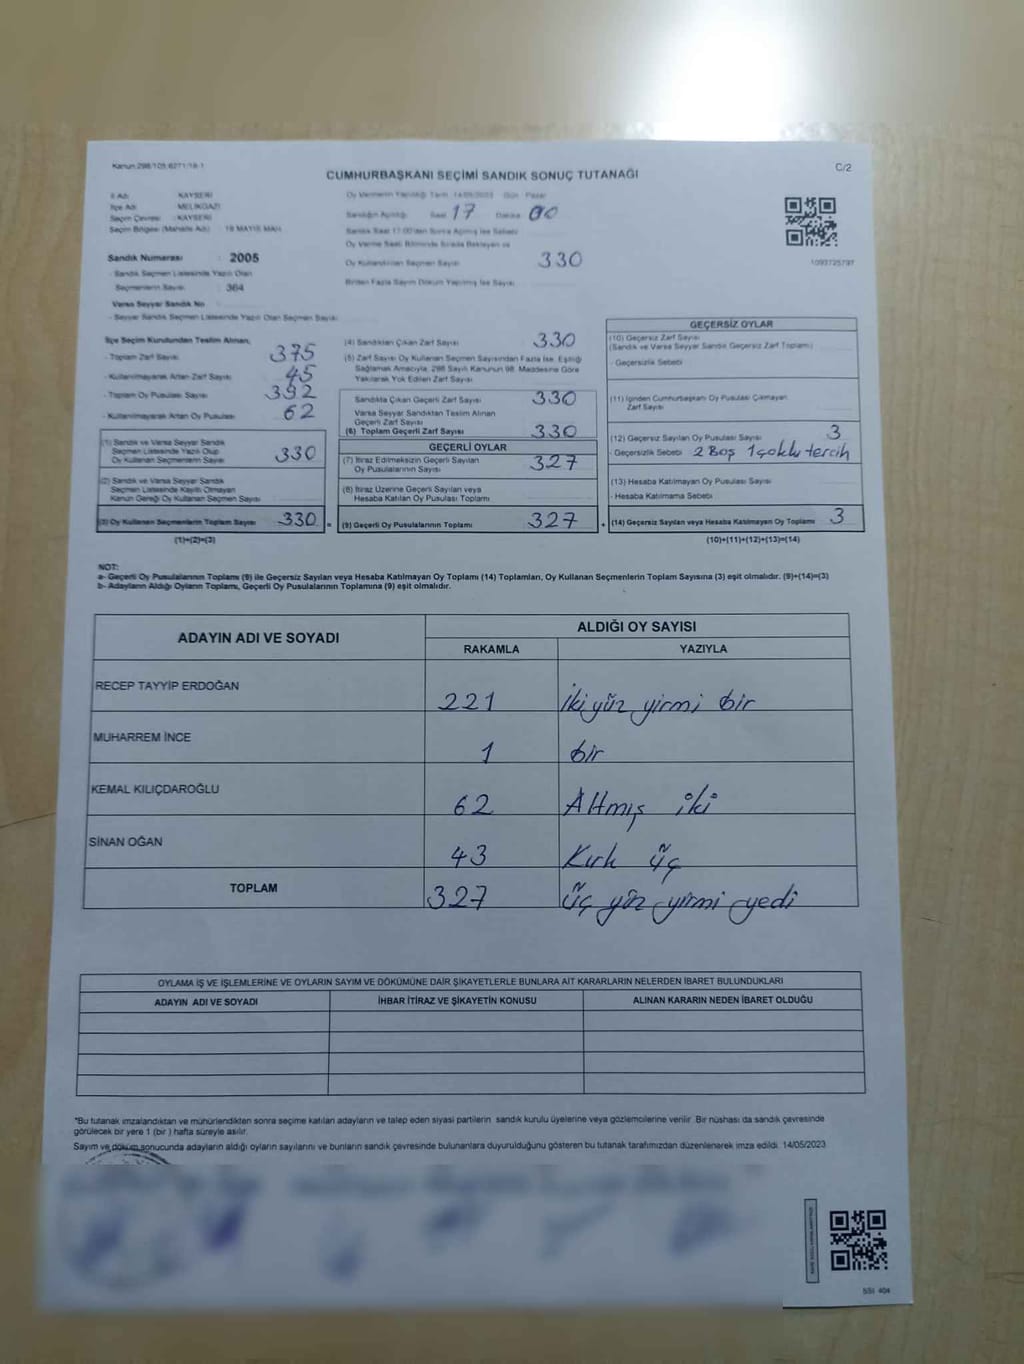 Kanun 298/105 6271/18-1
C/2
CUMHURBAŞKANI SEÇİMİ SANDIK SONUÇ TUTANAĞI
İl Adı : KAYSERİ
İlçe Adı : MELİKGAZİ
Seçim Çevresi : KAYSERİ
Seçim Bölgesi (Mahalle Adı) : 19 MAYIS MAH.
Sandık Numarası : 2005
- Sandık Seçmen Listesinde Yazılı Olan
Seçmenlerin Sayısı : 364
Varsa Seyyar Sandık No
- Seyyar Sandık Seçmen Listesinde Yazılı Olan Seçmen Sayısı:
Oy Vermenin Yapıldığı Tarih 14/05/2023 Gün: Pazar
Sandığın Açıldığı Saat 17 Dakika 00
Sandık Saat 17:00'den Sonra Açılmış İse Sebebi
Oy Verme Saati Bitiminde Sırada Bekleyen ve
Oy Kullandırılan Seçmen Sayısı 330
Birden Fazla Sayım Döküm Yapılmış İse Sayısı
1093725797
İlçe Seçim Kurulundan Teslim Alınan;
- Toplam Zarf Sayısı 375
- Kullanılmayarak Artan Zarf Sayısı 45
- Toplam Oy Pusulası Sayısı 392
- Kullanılmayarak Artan Oy Pusulası 62
(1) Sandık ve Varsa Seyyar Sandık
Seçmen Listesinde Yazılı Olup
Oy Kullanan Seçmenlerin Sayısı 330
(2) Sandık ve Varsa Seyyar Sandık
Seçmen Listesinde Kayıtlı Olmayan
Kanun Gereği Oy Kullanan Seçmen Sayısı
(3) Oy Kullanan Seçmenlerin Toplam Sayısı 330 =
(1)+(2)=(3)
(4) Sandıktan Çıkan Zarf Sayısı 330
(5) Zarf Sayısı Oy Kullanan Seçmen Sayısından Fazla İse, Eşitliği
Sağlamak Amacıyla, 298 Sayılı Kanunun 98. Maddesine Göre
Yakılarak Yok Edilen Zarf Sayısı
Sandıkta Çıkan Geçerli Zarf Sayısı 330
Varsa Seyyar Sandıktan Teslim Alınan
Geçerli Zarf Sayısı
(6) Toplam Geçerli Zarf Sayısı 330
GEÇERLİ OYLAR
(7) İtiraz Edilmeksizin Geçerli Sayılan
Oy Pusulalarının Sayısı 327
(8) İtiraz Üzerine Geçerli Sayılan veya
Hesaba Katılan Oy Pusulası Toplamı
(9) Geçerli Oy Pusulalarının Toplamı 327 +
GEÇERSİZ OYLAR
(10) Geçersiz Zarf Sayısı
(Sandık ve Varsa Seyyar Sandık Geçersiz Zarf Toplamı)
- Geçersizlik Sebebi
(11) İçinden Cumhurbaşkanı Oy Pusulası Çıkmayan
Zarf Sayısı
(12) Geçersiz Sayılan Oy Pusulası Sayısı 3
- Geçersizlik Sebebi 2 Boş 1 çoklu tercih
(13) Hesaba Katılmayan Oy Pusulası Sayısı
- Hesaba Katılmama Sebebi
(14) Geçersiz Sayılan veya Hesaba Katılmayan Oy Toplamı 3
(10)+(11)+(12)+(13)=(14)
NOT:
a- Geçerli Oy Pusulalarının Toplamı (9) ile Geçersiz Sayılan veya Hesaba Katılmayan Oy Toplamı (14) Toplamları, Oy Kullanan Seçmenlerin Toplam Sayısına (3) eşit olmalıdır. (9)+(14)=(3)
b- Adayların Aldığı Oyların Toplamı, Geçerli Oy Pusulalarının Toplamına (9) eşit olmalıdır.
ADAYIN ADI VE SOYADI
ALDIĞI OY SAYISI
RAKAMLA YAZIYLA
RECEP TAYYİP ERDOĞAN 221 İki yüz yirmi bir
MUHARREM İNCE 1 bir
KEMAL KILIÇDAROĞLU 62 Altmış iki
SİNAN OĞAN 43 Kırk üç
TOPLAM 327 Üç yüz yirmi yedi
OYLAMA İŞ VE İŞLEMLERİNE VE OYLARIN SAYIM VE DÖKÜMÜNE DAİR ŞİKAYETLERLE BUNLARA AİT KARARLARIN NELERDEN İBARET BULUNDUKLARI
ADAYIN ADI VE SOYADI İHBAR İTİRAZ VE ŞİKAYETİN KONUSU ALINAN KARARIN NEDEN İBARET OLDUĞU
*Bu tutanak imzalandıktan ve mühürlendikten sonra seçime katılan adayların ve talep eden siyasi partilerin sandık kurulu üyelerine veya gözlemcilerine verilir. Bir nüshası da sandık çevresinde
görülecek bir yere 1 (bir ) hafta süreyle asılır.
Sayım ve döküm sonucunda adayların aldığı oyların sayılarını ve bunların sandık çevresinde bulunanlara duyurulduğunu gösteren bu tutanak tarafımızdan düzenlenerek imza edildi. 14/05/2023
SSI 404